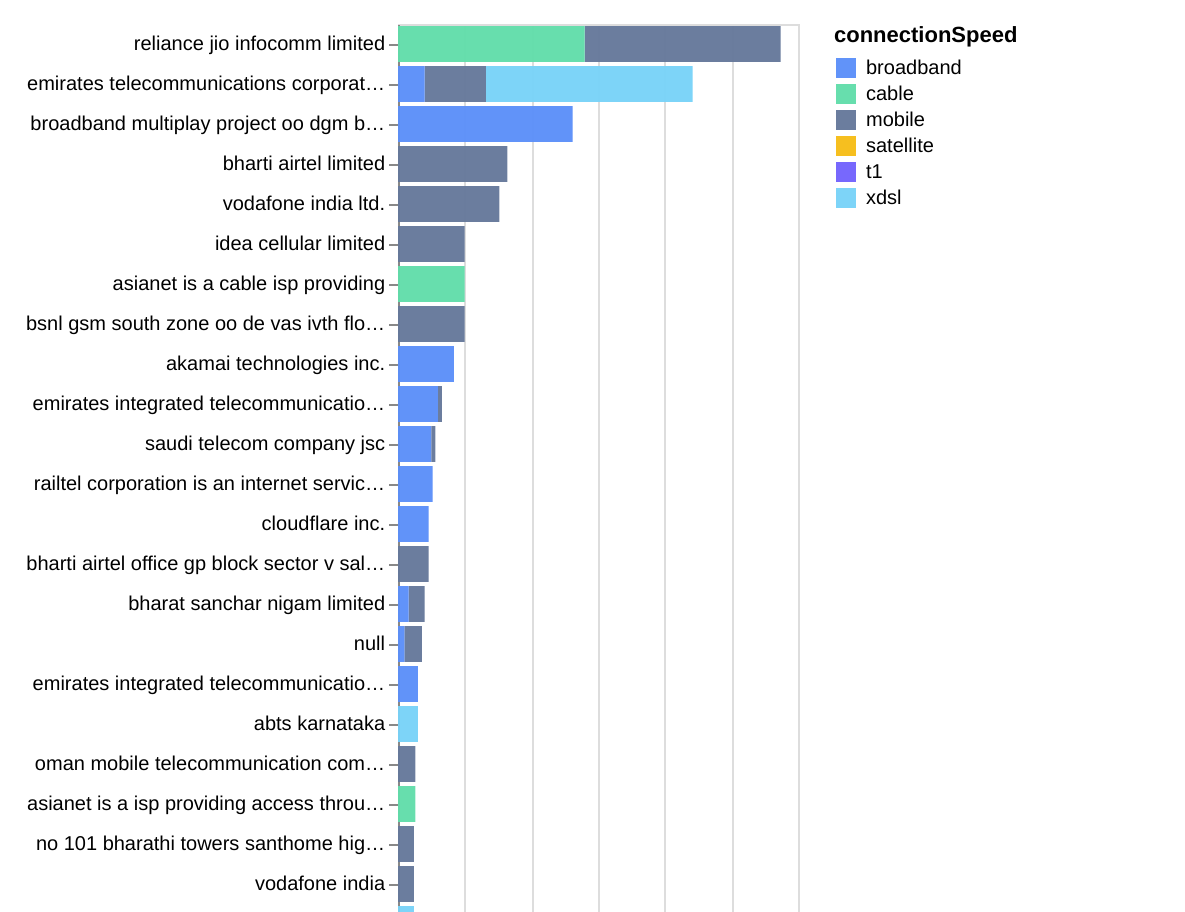 reliance jio infocomm limited
emirates telecommunications corporat…
broadband multiplay project oo dgm b…
bharti airtel limited
vodafone india ltd.
idea cellular limited
asianet is a cable isp providing
bsnl gsm south zone oo de vas ivth flo…
akamai technologies inc.
emirates integrated telecommunicatio…
saudi telecom company jsc
railtel corporation is an internet servic…
cloudflare inc.
bharti airtel office gp block sector v sal…
bharat sanchar nigam limited
null
emirates integrated telecommunicatio…
abts karnataka
oman mobile telecommunication com…
asianet is a isp providing access throu…
no 101 bharathi towers santhome hig…
vodafone india
connectionSpeed
broadband
cable
mobile
satellite
t1
xdsl